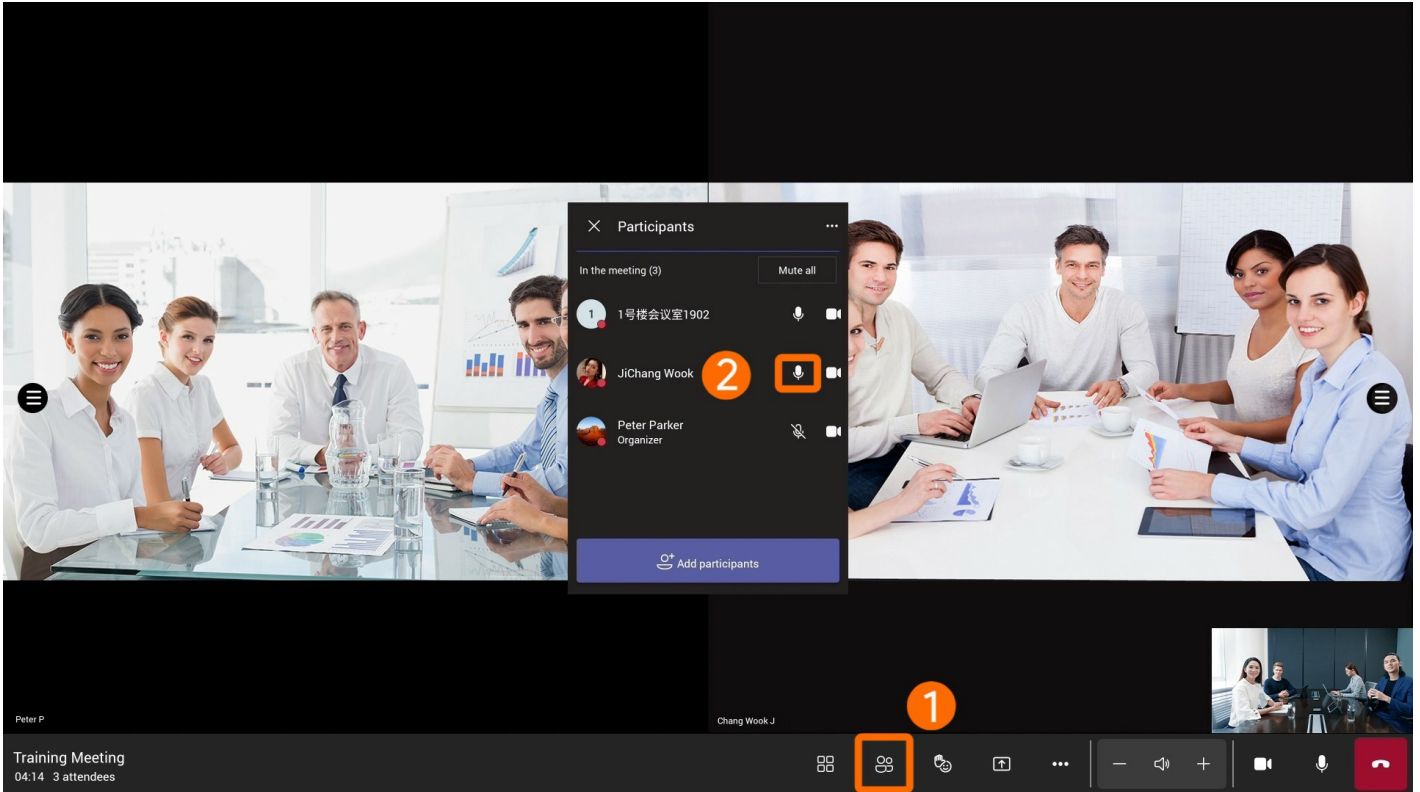 Participants
In the meeting (3)
Mute all
1
1号楼会议室1902
JiChang Wook
2
Peter Parker
Organizer
Add participants
Peter P
Chang Wook J
1
Training Meeting
04:14 3 attendees